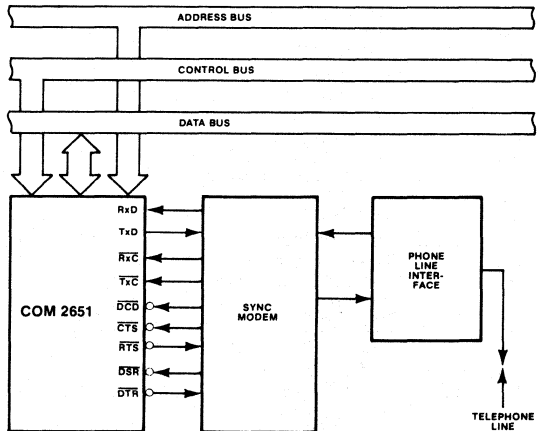 ADDRESS BUS
CONTROL BUS
DATA BUS
COM 2651
RxD
TxD
RxC
TxC
DCD
CTS
RTS
DSR
DTR
SYNC
MODEM
PHONE
LINE
INTER-
FACE
TELEPHONE
LINE